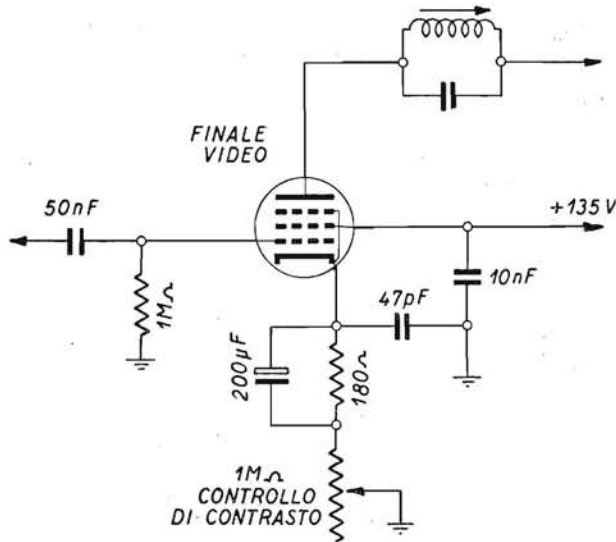 FINALE
VIDEO
50nF
+135 V
1MΩ
10nF
47pF
200µF
180Ω
1MΩ
CONTROLLO
DI CONTRASTO